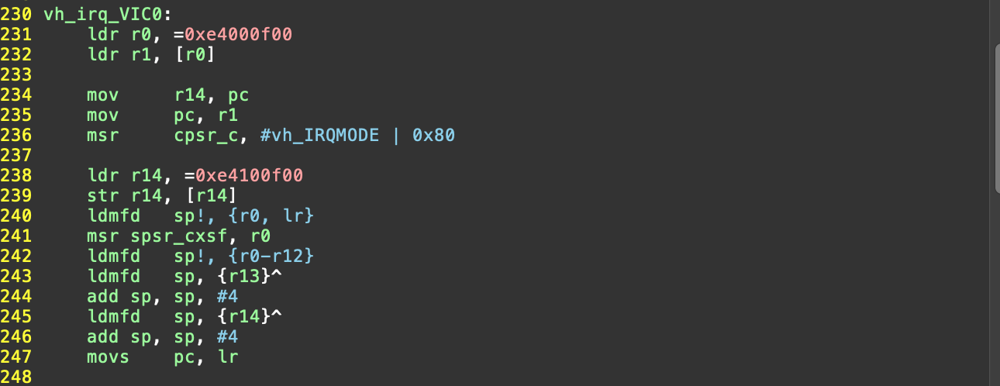 230 vh_irq_VIC0:
231     ldr r0, =0xe4000f00
232     ldr r1, [r0]
233
234     mov     r14, pc
235     mov     pc, r1
236     msr     cpsr_c, #vh_IRQMODE | 0x80
237
238     ldr r14, =0xe4100f00
239     str r14, [r14]
240     ldmfd   sp!, {r0, lr}
241     msr spsr_cxsf, r0
242     ldmfd   sp!, {r0-r12}
243     ldmfd   sp, {r13}^
244     add sp, sp, #4
245     ldmfd   sp, {r14}^
246     add sp, sp, #4
247     movs    pc, lr
248